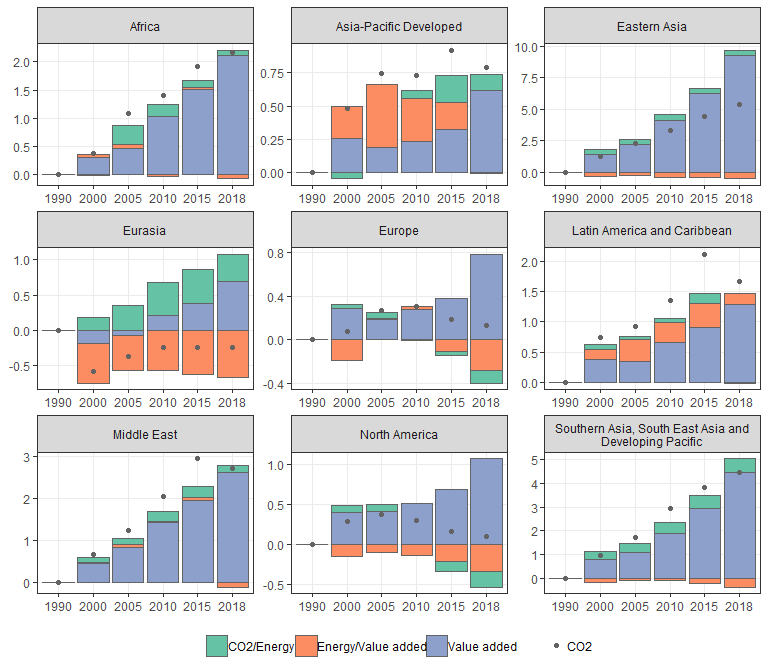 Africa
Asia-Pacific Developed
Eastern Asia
2.0
1.5
1.0
0.5
0.0
0.75
0.50
0.25
0.00
10.0
7.5
5.0
2.5
0.0
1990 2000 2005 2010 2015 2018
1990 2000 2005 2010 2015 2018
1990 2000 2005 2010 2015 2018
Eurasia
Europe
Latin America and Caribbean
1.0
0.5
0.0
-0.5
0.8
0.4
0.0
-0.4
2.0
1.5
1.0
0.5
0.0
1990 2000 2005 2010 2015 2018
1990 2000 2005 2010 2015 2018
1990 2000 2005 2010 2015 2018
Middle East
North America
Southern Asia, South East Asia and
Developing Pacific
3
2
1
0
1.0
0.5
0.0
-0.5
5
4
3
2
1
0
1990 2000 2005 2010 2015 2018
1990 2000 2005 2010 2015 2018
1990 2000 2005 2010 2015 2018
CO2/Energy Energy/Value added Value added CO2